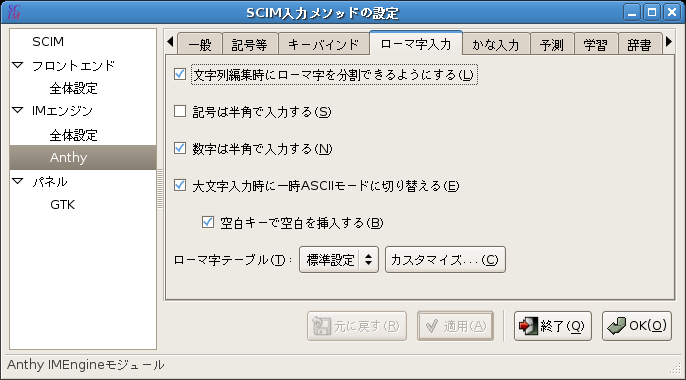 SCIM入力メソッドの設定
SCIM
フロントエンド
全体設定
IMエンジン
全体設定
Anthy
パネル
GTK
一般 記号等 キーバインド ローマ字入力 かな入力 予測 学習 辞書
文字列編集時にローマ字を分割できるようにする(L)
記号は半角で入力する(S)
数字は半角で入力する(N)
大文字入力時に一時ASCIIモードに切り替える(E)
空白キーで空白を挿入する(B)
ローマ字テーブル(T): 標準設定 カスタマイズ...(C)
元に戻す(R) 適用(A) 終了(Q) OK(O)
Anthy IMEngineモジュール